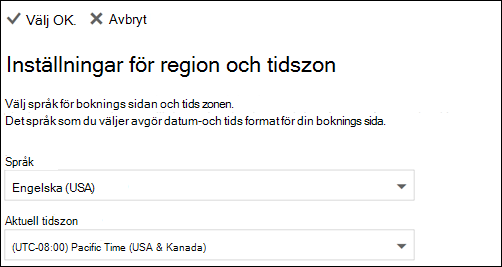 Välj OK. Avbryt
Inställningar för region och tidszon
Välj språk för boknings sidan och tids zonen.
Det språk som du väljer avgör datum-och tids format för din boknings sida.
Språk
Engelska (USA)
Aktuell tidszon
(UTC-08:00) Pacific Time (USA & Kanada)